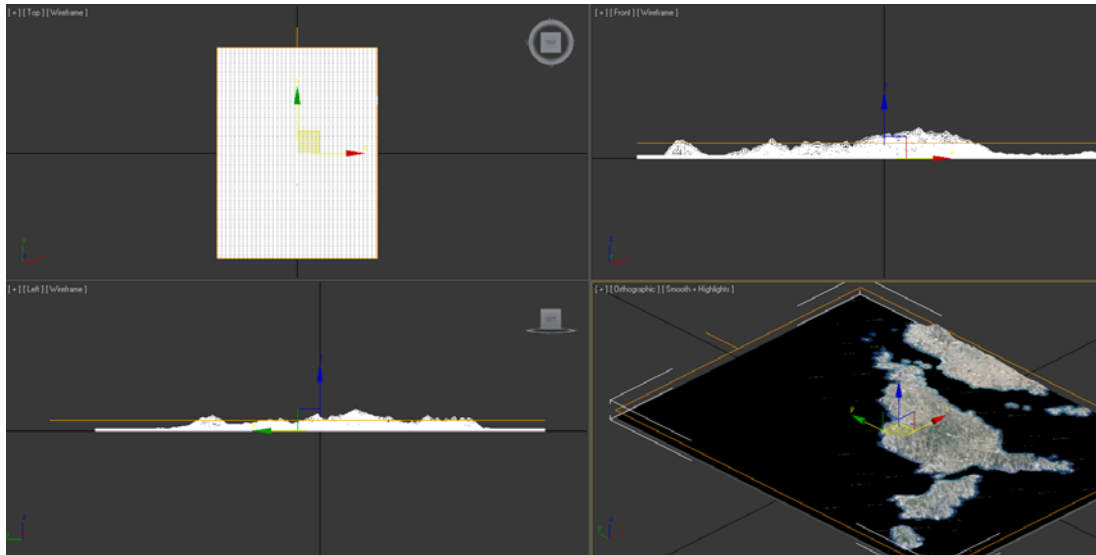 [ + ] [ Top ] [ Wireframe ]
[ + ] [ Front ] [ Wireframe ]
[ + ] [ Left ] [ Wireframe ]
[ + ] [ Orthographic ] [ Smooth + Highlights ]